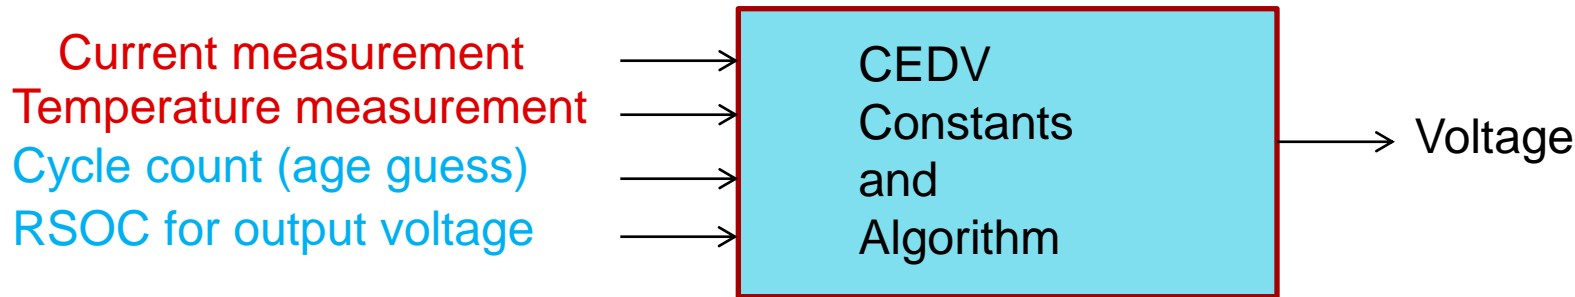 Current measurement
Temperature measurement
Cycle count (age guess)
RSOC for output voltage
CEDV
Constants
and
Algorithm
Voltage